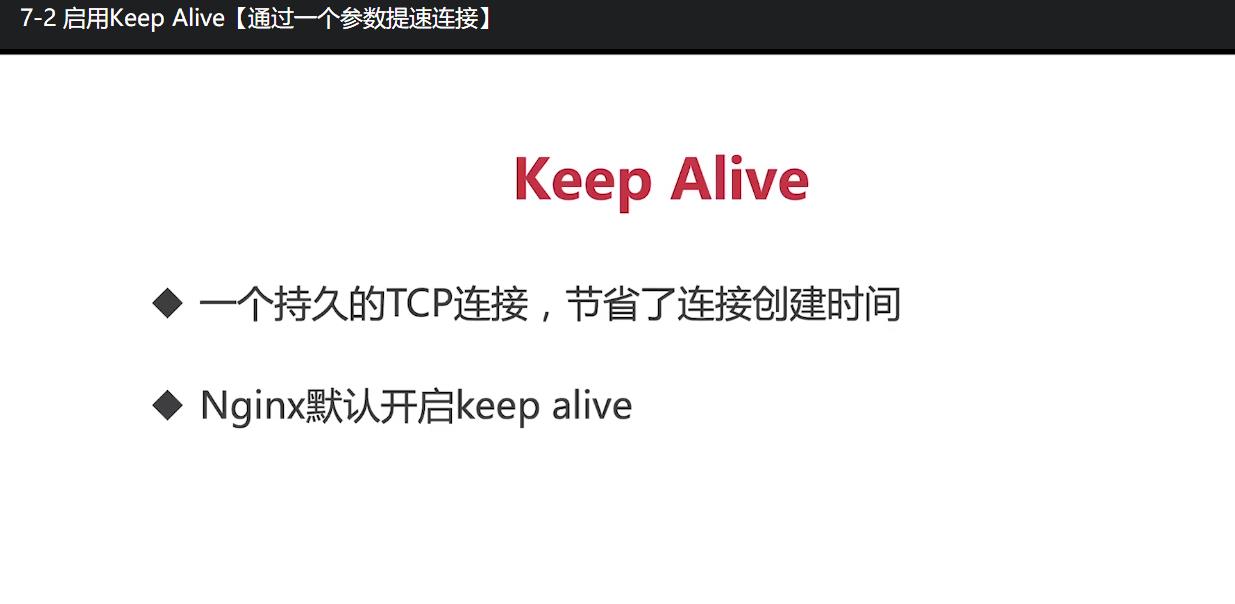 7-2 启用Keep Alive【通过一个参数提速连接】
Keep Alive
◆ 一个持久的TCP连接，节省了连接创建时间
◆ Nginx默认开启keep alive